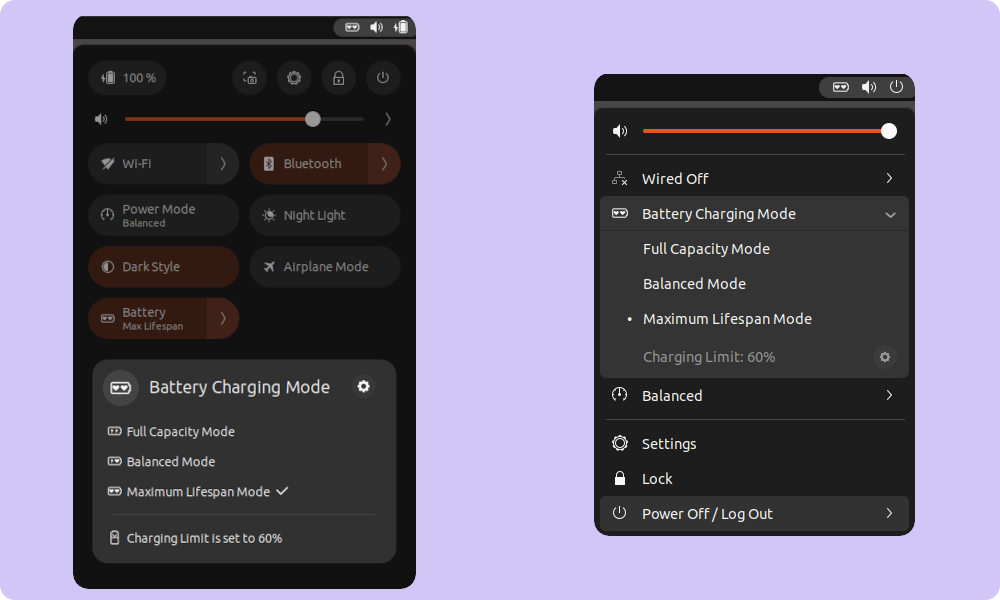 100 %
Wi-Fi
Bluetooth
Power Mode
Balanced
Night Light
Dark Style
Airplane Mode
Battery
Max Lifespan
Battery Charging Mode
Full Capacity Mode
Balanced Mode
Maximum Lifespan Mode
Charging Limit is set to 60%
Wired Off
Battery Charging Mode
Full Capacity Mode
Balanced Mode
• Maximum Lifespan Mode
Charging Limit: 60%
Balanced
Settings
Lock
Power Off / Log Out